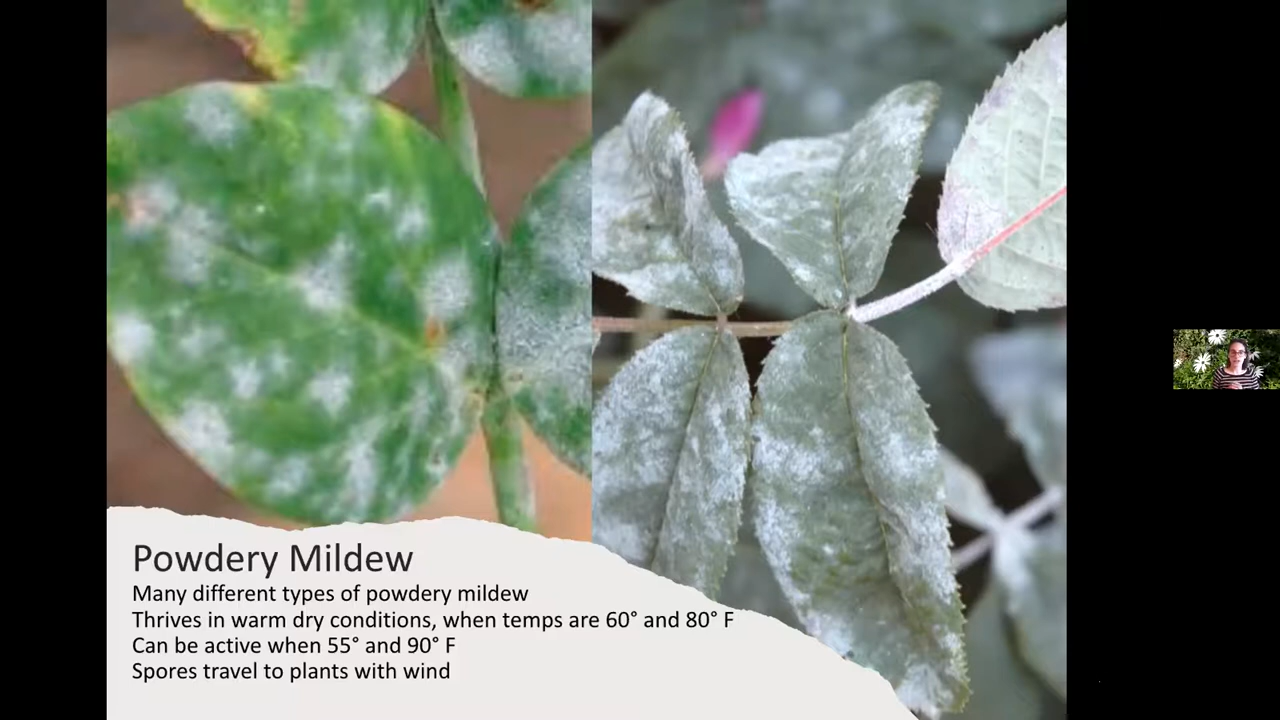 Powdery Mildew
Many different types of powdery mildew
Thrives in warm dry conditions, when temps are 60° and 80° F
Can be active when 55° and 90° F
Spores travel to plants with wind